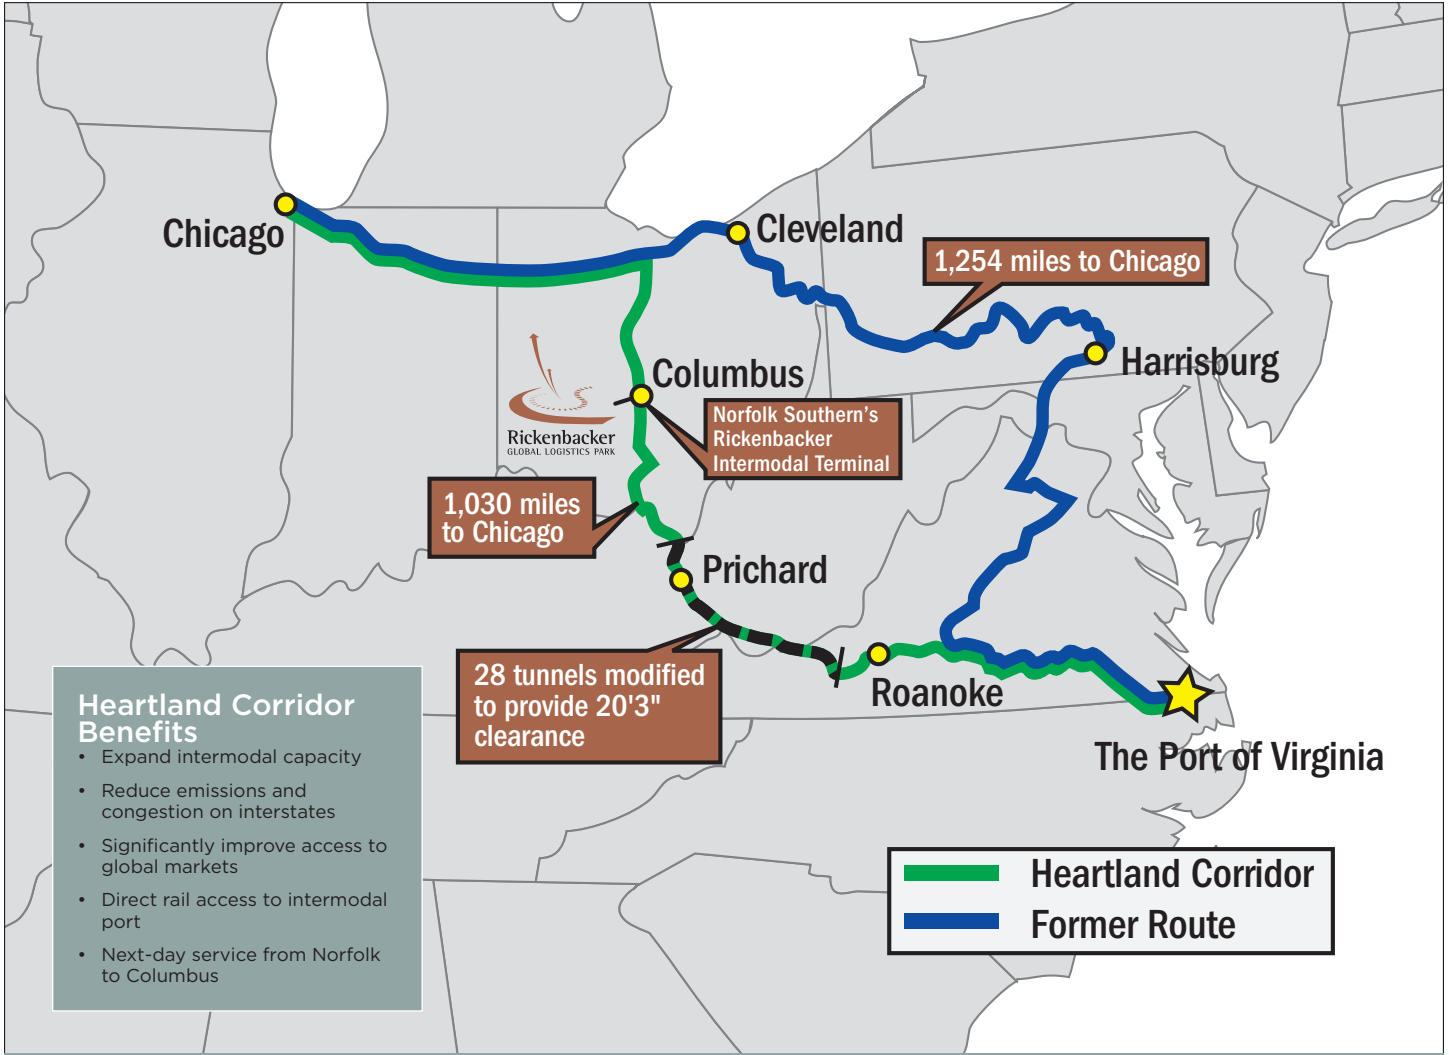 Chicago
Cleveland
1,254 miles to Chicago
Harrisburg
Columbus
Norfolk Southern's
Rickenbacker
Intermodal Terminal
Rickenbacker
GLOBAL LOGISTICS PARK
1,030 miles
to Chicago
Prichard
28 tunnels modified
to provide 20'3"
clearance
Roanoke
The Port of Virginia
Heartland Corridor
Benefits
• Expand intermodal capacity
• Reduce emissions and
congestion on interstates
• Significantly improve access to
global markets
• Direct rail access to intermodal
port
• Next-day service from Norfolk
to Columbus
Heartland Corridor
Former Route